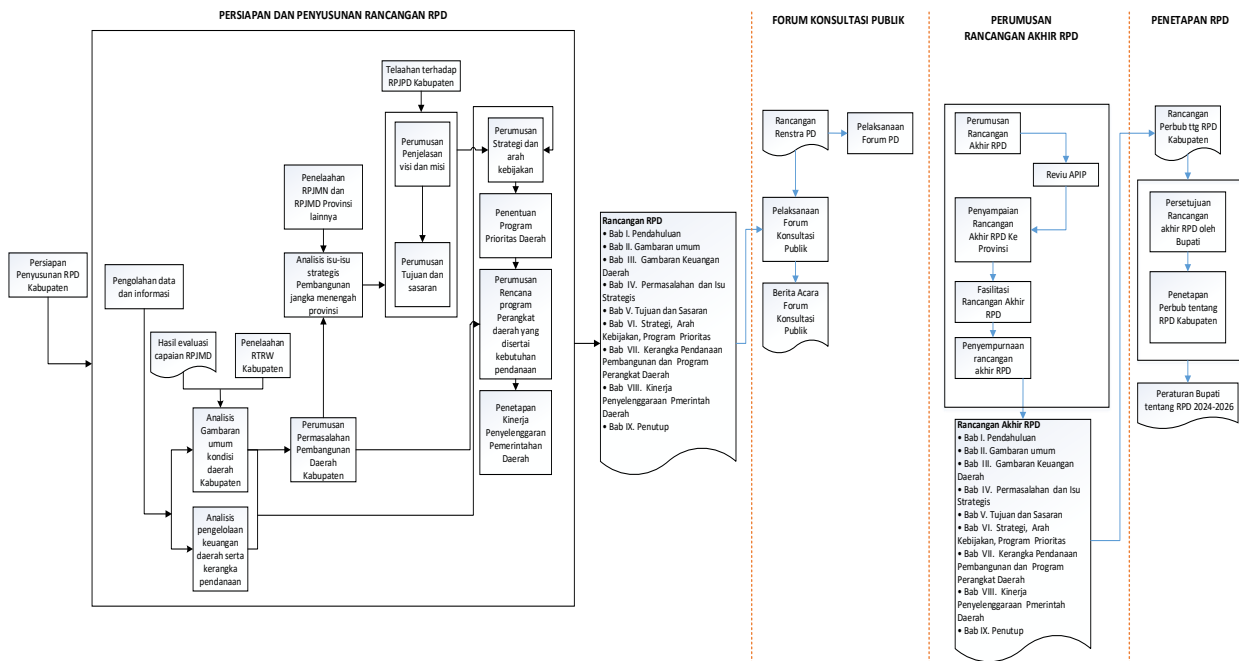 PERSIAPAN DAN PENYUSUNAN RANCANGAN RPD
Persiapan
Penyusunan RPD
Kabupaten
Pengolahan data
dan informasi
Hasil evaluasi
capaian RPJMD
Penelaahan
RTRW
Kabupaten
Analisis
Gambaran
umum
kondisi
daerah
Kabupaten
Analisis
pengelolaan
keuangan
daerah serta
kerangka
pendanaan
Penelaahan
RPJMN dan
RPJMD Provinsi
lainnya
Analisis isu-isu
strategis
Pembangunan
jangka menengah
provinsi
Perumusan
Permasalahan
Pembangunan
Daerah
Kabupaten
Telaahan terhadap
RPJPD Kabupaten
Perumusan
Penjelasan
visi dan misi
Perumusan
Tujuan dan
sasaran
Perumusan
Strategi dan
arah
kebijakan
Penentuan
Program
Prioritas Daerah
Perumusan
Rencana
program
Perangkat
daerah yang
disertai
kebutuhan
pendanaan
Penetapan
Kinerja
Penyelenggaran
Pemerintahan
Daerah
Rancangan RPD
• Bab I. Pendahuluan
• Bab II. Gambaran umum
• Bab III. Gambaran Keuangan
Daerah
• Bab IV. Permasalahan dan Isu
Strategis
• Bab V. Tujuan dan Sasaran
• Bab VI. Strategi, Arah
Kebijakan, Program Prioritas
• Bab VII. Kerangka Pendanaan
Pembangunan dan Program
Perangkat Daerah
• Bab VIII. Kinerja
Penyelenggaraan Pmerintah
Daerah
• Bab IX. Penutup
FORUM KONSULTASI PUBLIK
Rancangan
Renstra PD
Pelaksanaan
Forum PD
Pelaksanaan
Forum
Konsultasi
Publik
Berita Acara
Forum
Konsultasi
Publik
PERUMUSAN
RANCANGAN AKHIR RPD
Perumusan
Rancangan
Akhir RPD
Reviu APIP
Penyampaian
Rancangan
Akhir RPD Ke
Provinsi
Fasilitasi
Rancangan Akhir
RPD
Penyempurnaan
rancangan
akhir RPD
Rancangan Akhir RPD
• Bab I. Pendahuluan
• Bab II. Gambaran umum
• Bab III. Gambaran Keuangan
Daerah
• Bab IV. Permasalahan dan Isu
Strategis
• Bab V. Tujuan dan Sasaran
• Bab VI. Strategi, Arah
Kebijakan, Program Prioritas
• Bab VII. Kerangka Pendanaan
Pembangunan dan Program
Perangkat Daerah
• Bab VIII. Kinerja
Penyelenggaraan Pmerintah
Daerah
• Bab IX. Penutup
PENETAPAN RPD
Rancangan
Perbub ttg RPD
Kabupaten
Persetujuan
Rancangan
akhir RPD oleh
Bupati
Penetapan
Perbub tentang
RPD Kabupaten
Peraturan Bupati
tentang RPD 2024-2026